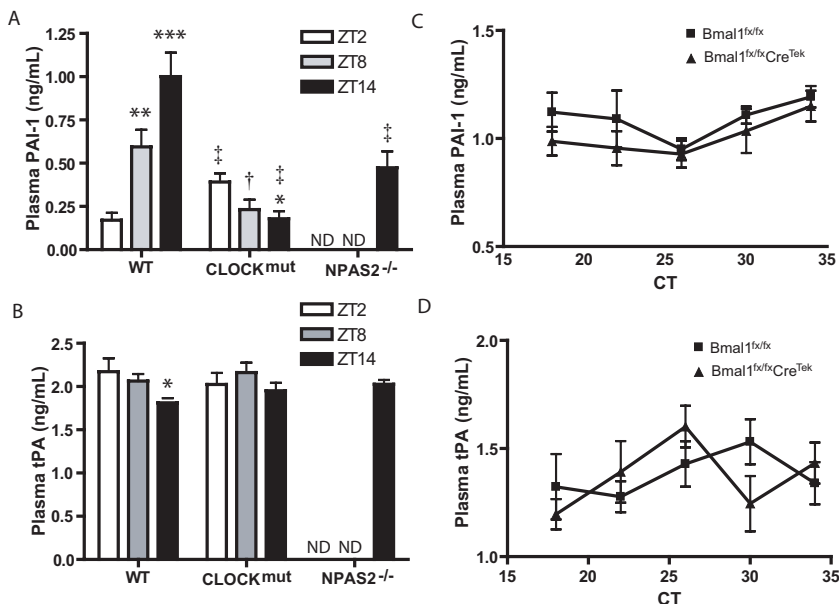 A
Plasma PAI-1 (ng/mL)
1.25
1.00
0.75
0.50
0.25
0.00
**
***
‡
†
‡
*
‡
ND ND
WT
CLOCKmut
NPAS2-/-
ZT2
ZT8
ZT14
B
Plasma tPA (ng/mL)
2.5
2.0
1.5
1.0
0.5
0.0
*
ND ND
WT
CLOCKmut
NPAS2-/-
ZT2
ZT8
ZT14
C
Plasma PAI-1 (ng/mL)
1.5
1.0
0.5
15 20 25 30 35
CT
Bmal1fx/fx
Bmal1fx/fxCreTek
D
Plasma tPA (ng/mL)
2.0
1.5
1.0
15 20 25 30 35
CT
Bmal1fx/fx
Bmal1fx/fxCreTek